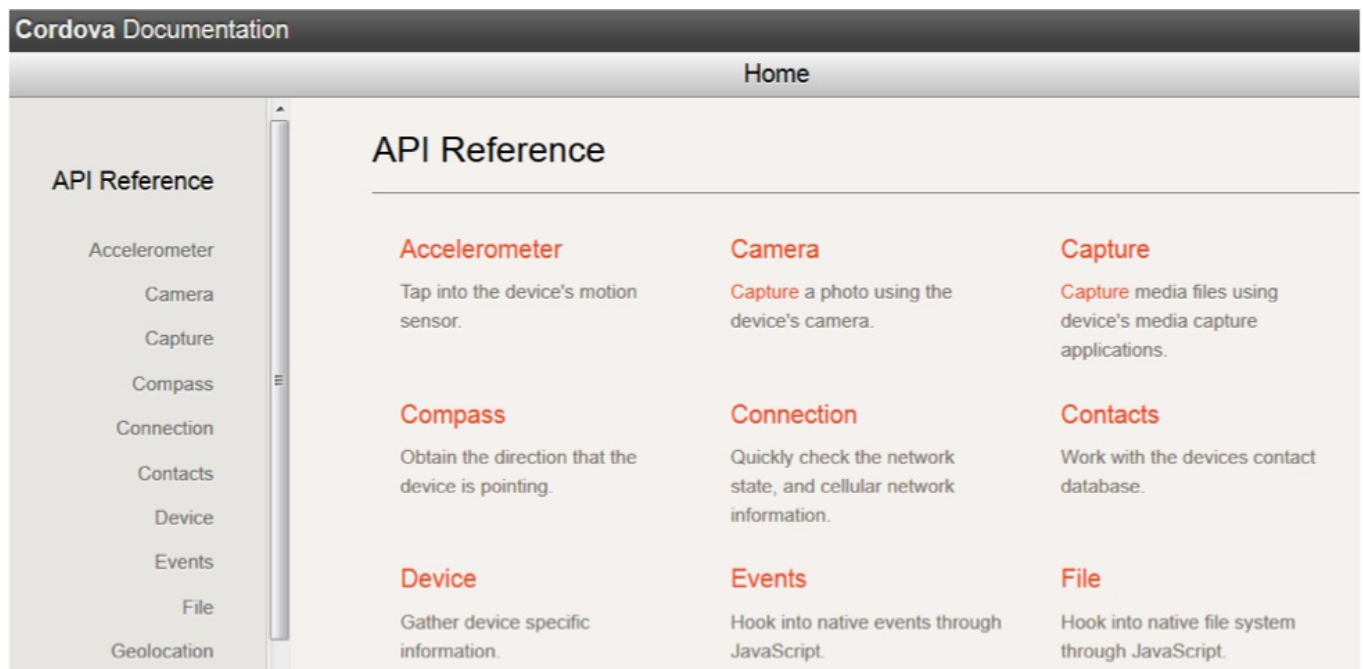 Cordova Documentation
Home
API Reference
Accelerometer
Camera
Capture
Compass
Connection
Contacts
Device
Events
File
Geolocation
API Reference
Accelerometer
Tap into the device's motion
sensor.
Camera
Capture a photo using the
device's camera.
Capture
Capture media files using
device's media capture
applications.
Compass
Obtain the direction that the
device is pointing.
Connection
Quickly check the network
state, and cellular network
information.
Contacts
Work with the devices contact
database.
Device
Gather device specific
information.
Events
Hook into native events through
JavaScript.
File
Hook into native file system
through JavaScript.